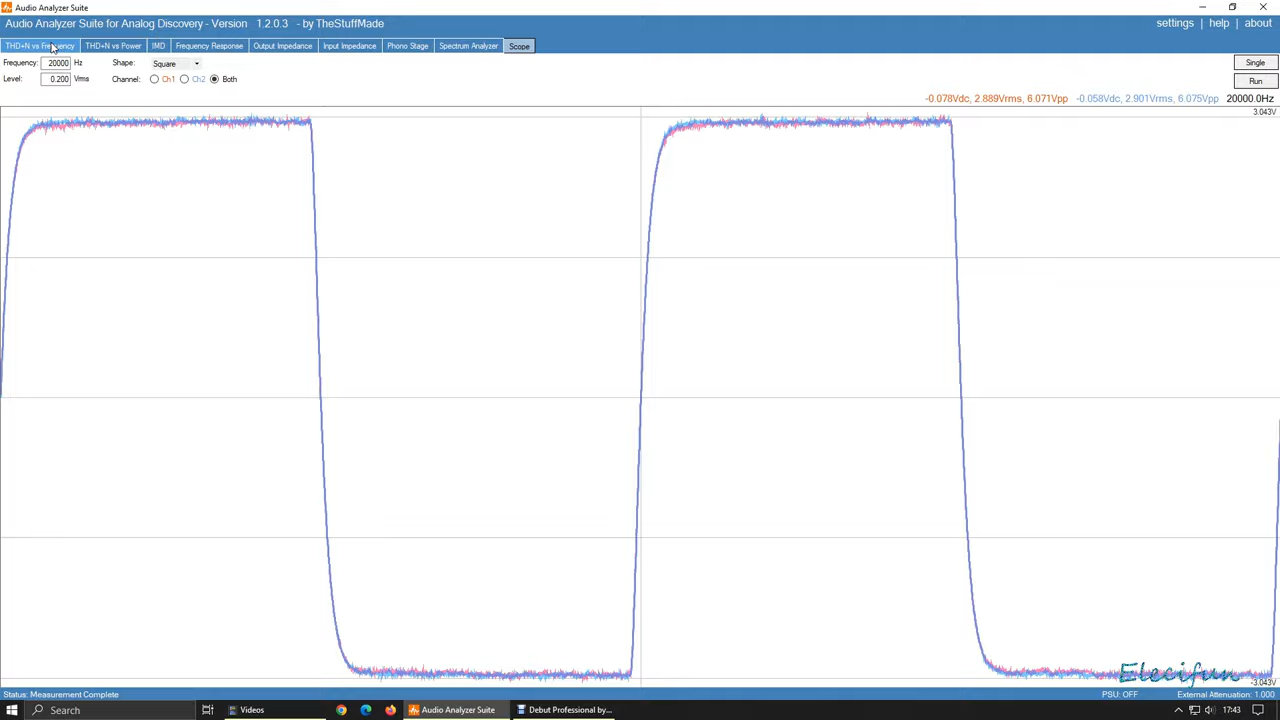 Audio Analyzer Suite
Audio Analyzer Suite for Analog Discovery - Version 1.2.0.3 - by TheStuffMade
settings | help | about
THD+N vs Frequency THD+N vs Power IMD Frequency Response Output Impedance Input Impedance Phono Stage Spectrum Analyzer Scope
Frequency: 20000 Hz Shape: Square Single
Level: 0.200 Vrms Channel: Ch1 Ch2 Both Run
-0.078Vdc, 2.889Vrms, 6.071Vpp -0.058Vdc, 2.901Vrms, 6.075Vpp 20000.0Hz
3.043V
Elecifun
-3.043V
Status: Measurement Complete PSU: OFF External Attenuation: 1.000
Search Videos Audio Analyzer Suite Debut Professional by... 17:43